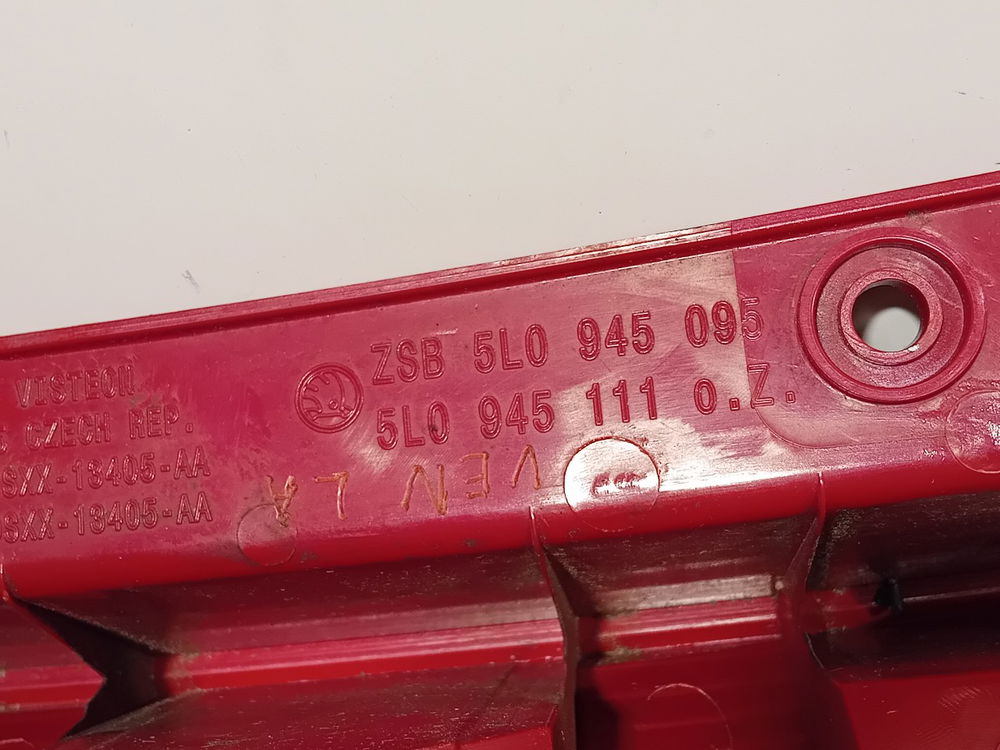 VISTEON
CZECH REP.
SXX-13405-AA
SXX-13405-AA
ZSB 5L0 945 095
5L0 945 111 O.Z.
VEN LA